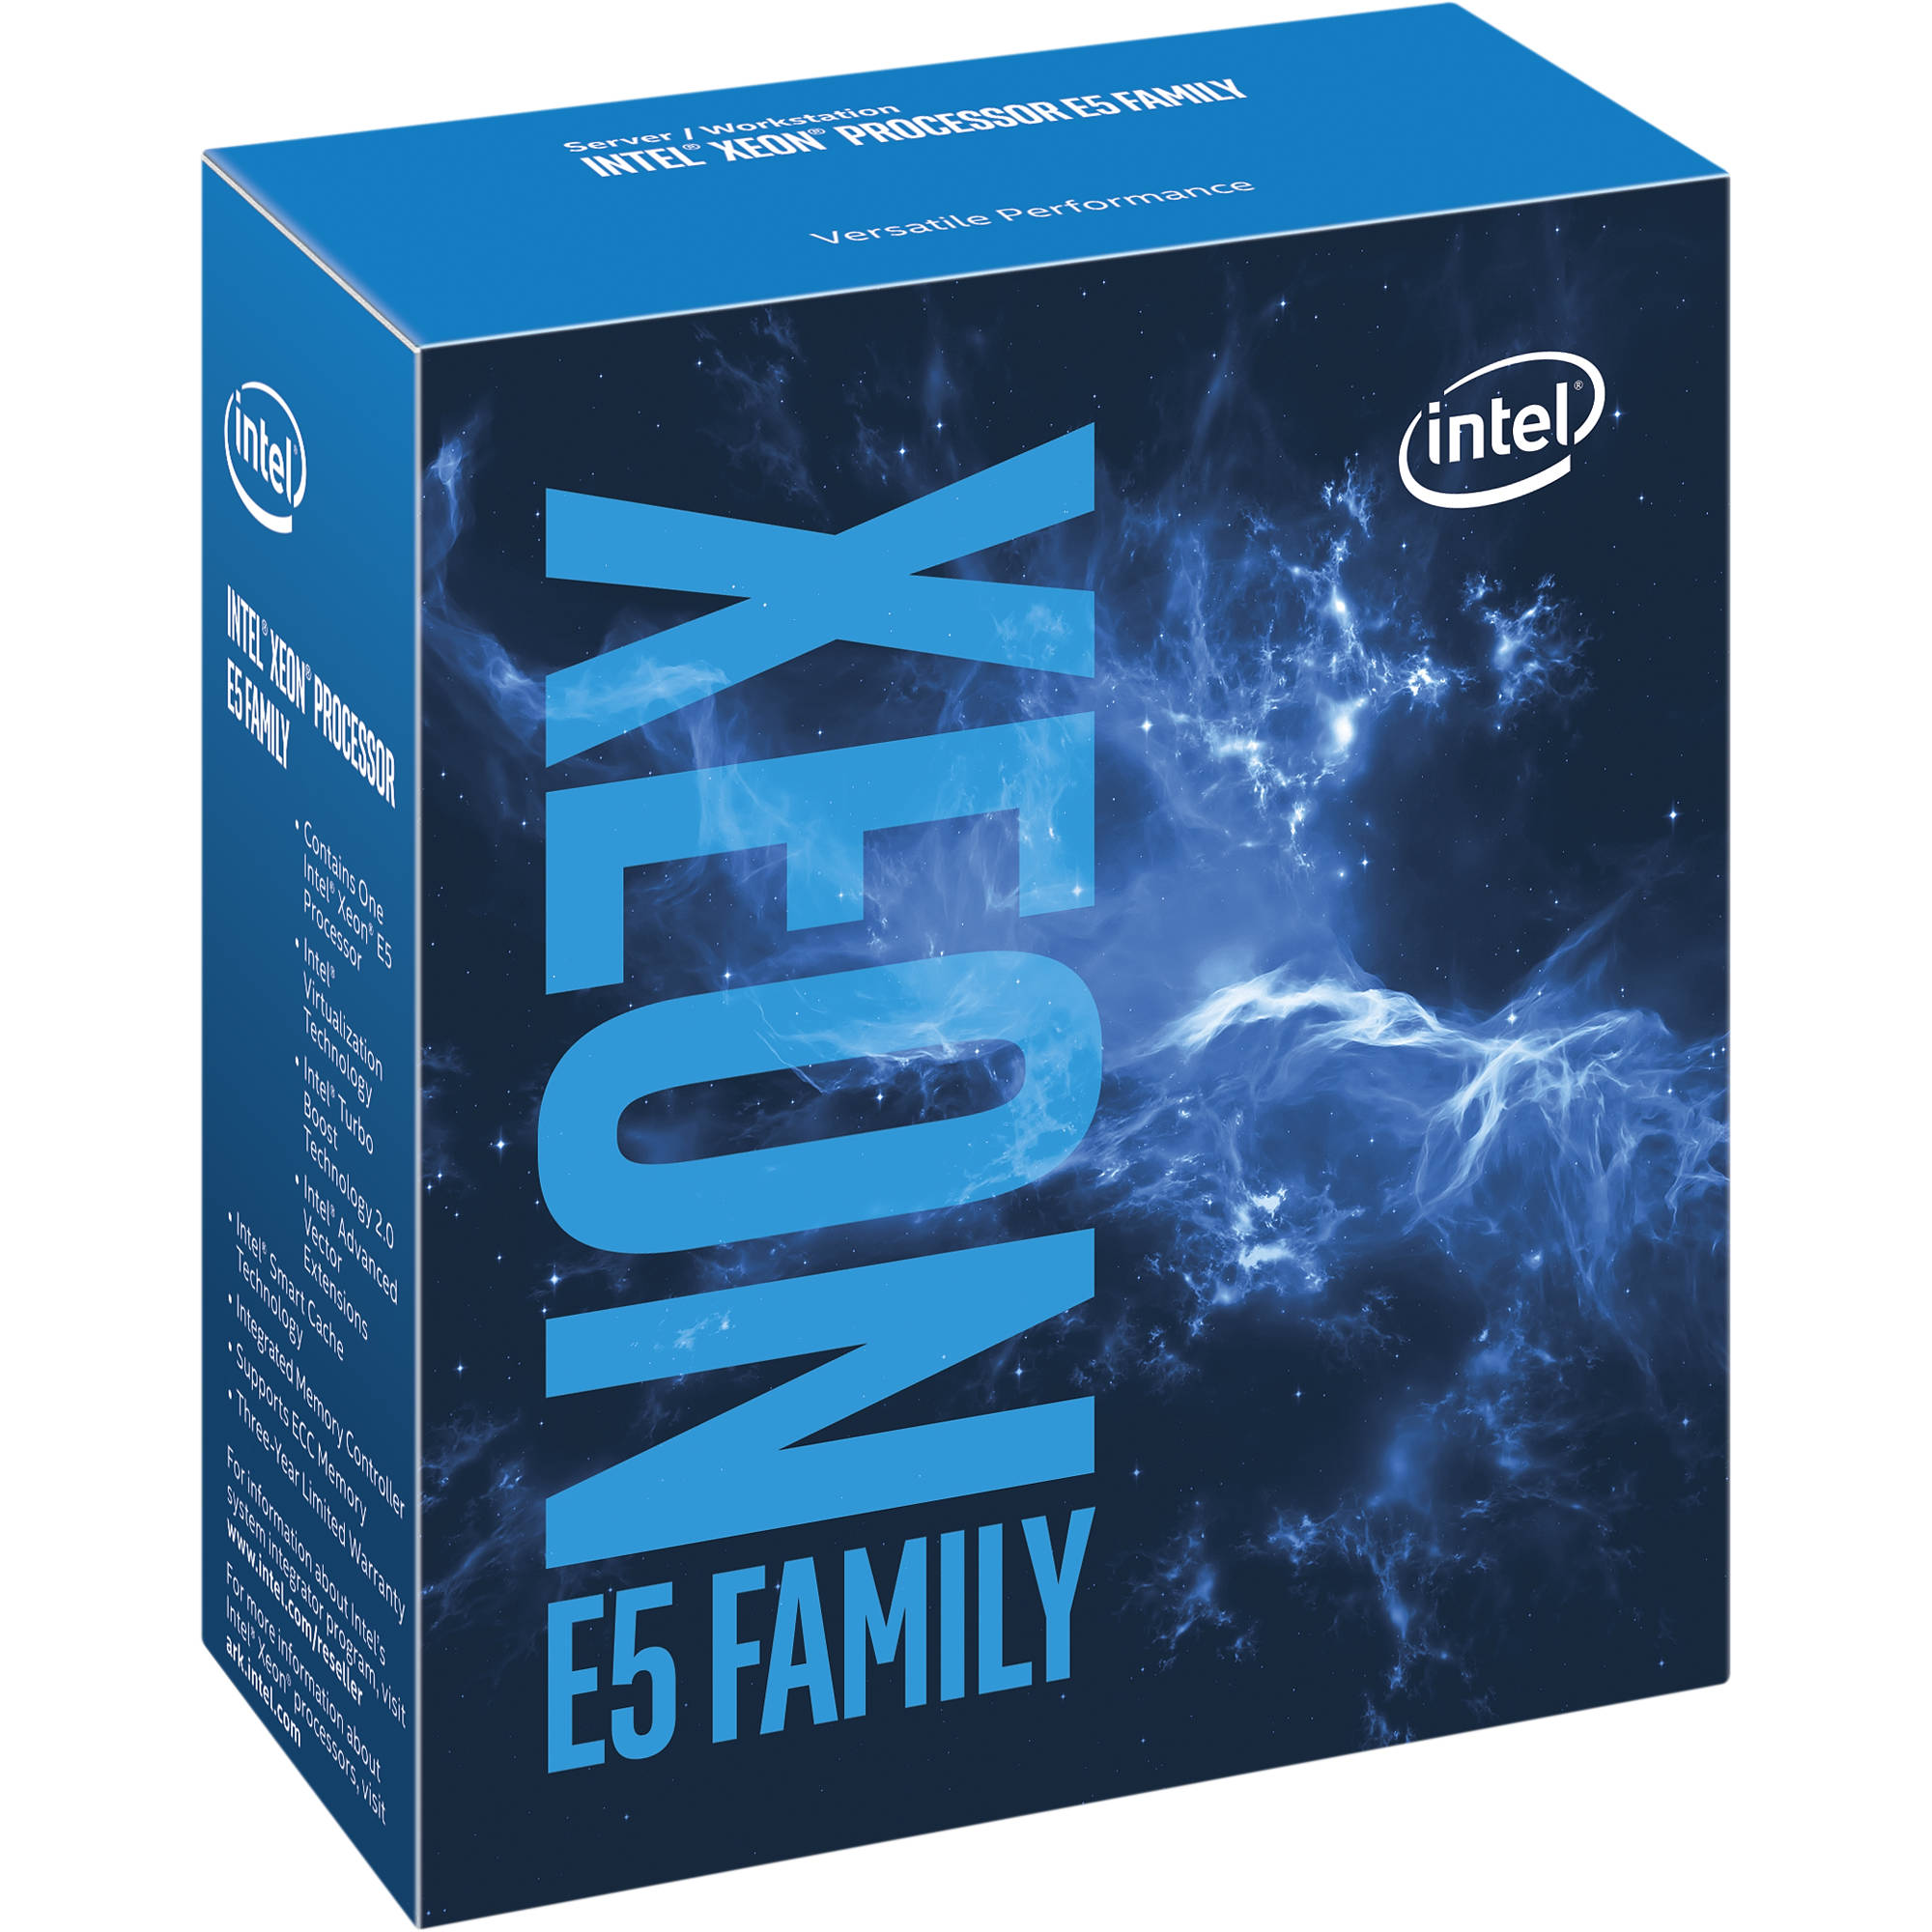 Server / Workstation
INTEL® XEON® PROCESSOR E5 FAMILY
Versatile Performance
intel®
XEON
E5 FAMILY
intel®
INTEL® XEON® PROCESSOR
E5 FAMILY
• Contains One
Intel® Xeon® E5
Processor
• Intel®
Virtualization
Technology
• Intel® Turbo
Boost
Technology 2.0
• Intel® Advanced
Vector
Extensions
• Intel® Smart Cache
Technology
• Integrated Memory Controller
• Supports ECC Memory
• Three-Year Limited Warranty
For information about Intel's
system integrator program, visit
www.intel.com/reseller
For more information about
Intel® Xeon® processors, visit
ark.intel.com